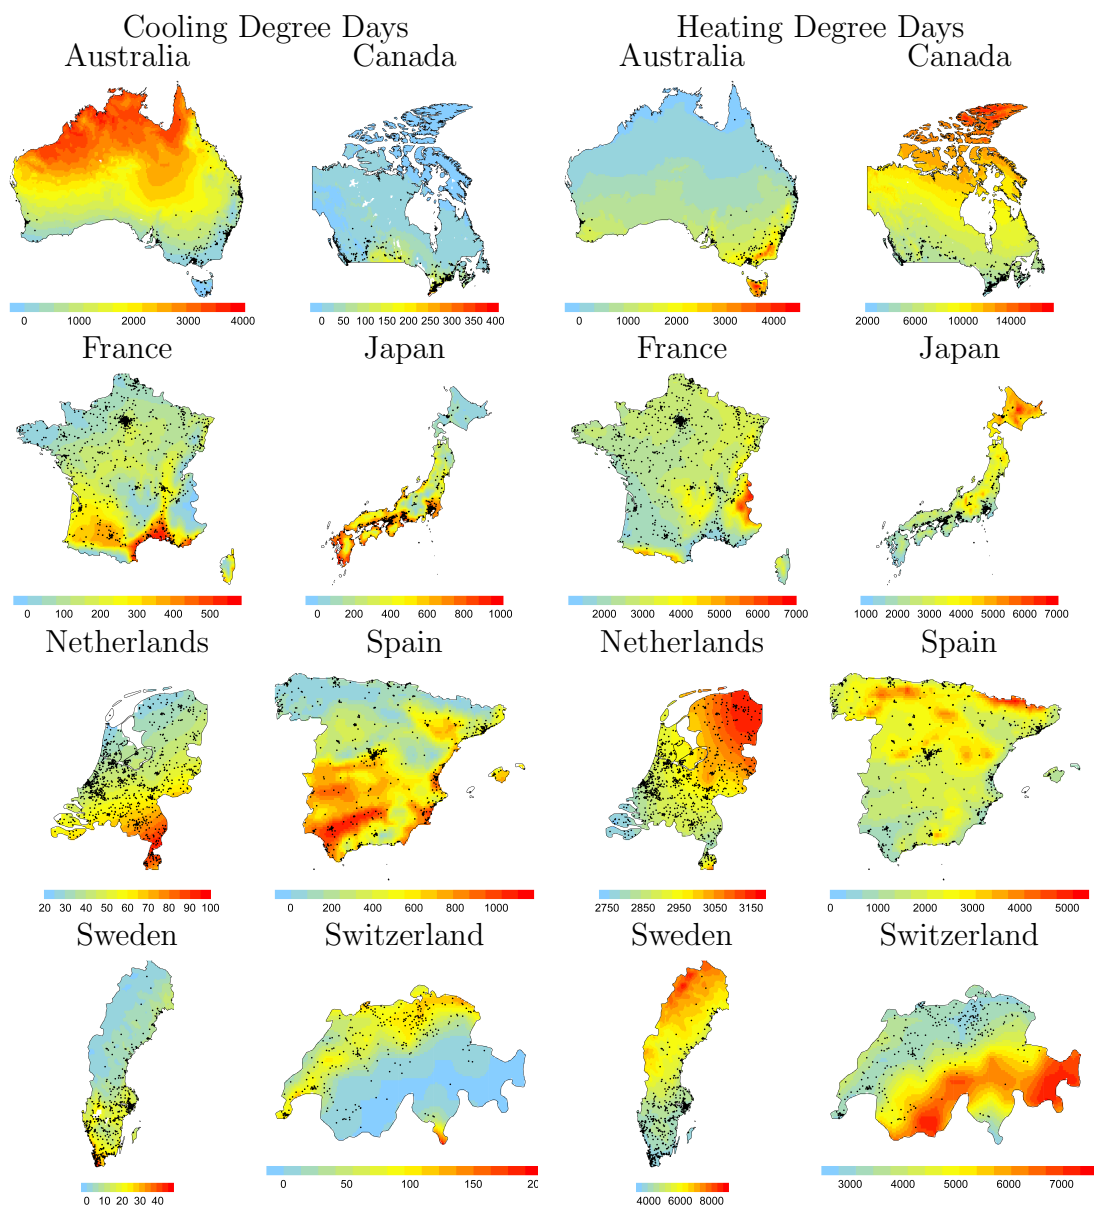 Cooling Degree Days Heating Degree Days
Australia Canada Australia Canada
0 1000 2000 3000 4000 0 50 100 150 200 250 300 350 400 0 1000 2000 3000 4000 2000 6000 10000 14000
France Japan France Japan
0 100 200 300 400 500 0 200 400 600 800 1000 2000 3000 4000 5000 6000 7000 1000 2000 3000 4000 5000 6000 7000
Netherlands Spain Netherlands Spain
20 30 40 50 60 70 80 90 100 0 200 400 600 800 1000 2750 2850 2950 3050 3150 0 1000 2000 3000 4000 5000
Sweden Switzerland Sweden Switzerland
0 10 20 30 40 0 50 100 150 20 4000 6000 8000 3000 4000 5000 6000 7000